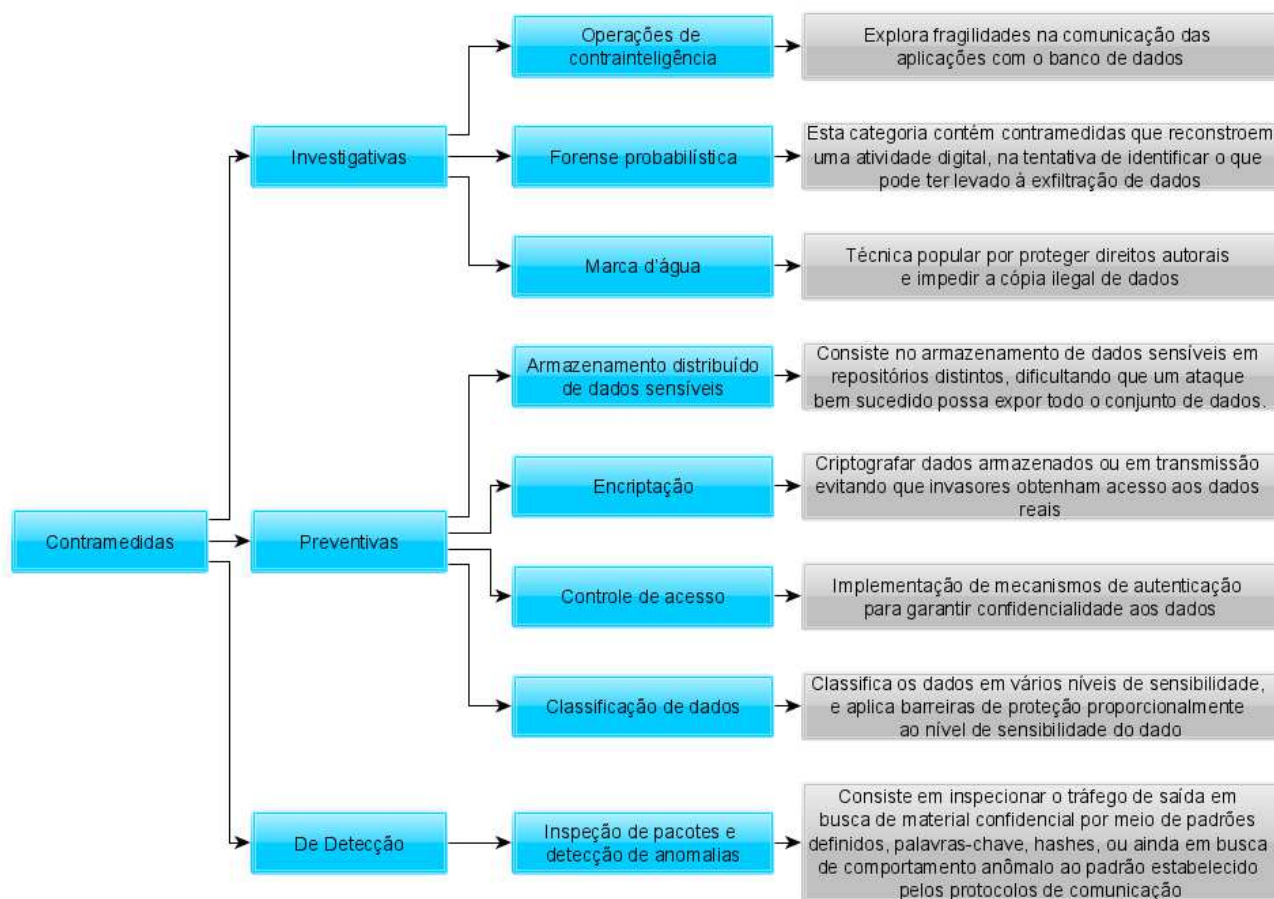 Operações de
contrainteligência
Explora fragilidades na comunicação das
aplicações com o banco de dados
Investigativas
Forense probabilística
Esta categoria contém contramedidas que reconstroem
uma atividade digital, na tentativa de identificar o que
pode ter levado à exfiltração de dados
Marca d'água
Técnica popular por proteger direitos autorais
e impedir a cópia ilegal de dados
Armazenamento distribuído
de dados sensíveis
Consiste no armazenamento de dados sensíveis em
repositórios distintos, dificultando que um ataque
bem sucedido possa expor todo o conjunto de dados.
Encriptação
Criptografar dados armazenados ou em transmissão
evitando que invasores obtenham acesso aos dados
reais
Contramedidas
Preventivas
Controle de acesso
Implementação de mecanismos de autenticação
para garantir confidencialidade aos dados
Classificação de dados
Classifica os dados em vários níveis de sensibilidade,
e aplica barreiras de proteção proporcionalmente
ao nível de sensibilidade do dado
De Detecção
Inspeção de pacotes e
detecção de anomalias
Consiste em inspecionar o tráfego de saída em
busca de material confidencial por meio de padrões
definidos, palavras-chave, hashes, ou ainda em busca
de comportamento anômalo ao padrão estabelecido
pelos protocolos de comunicação